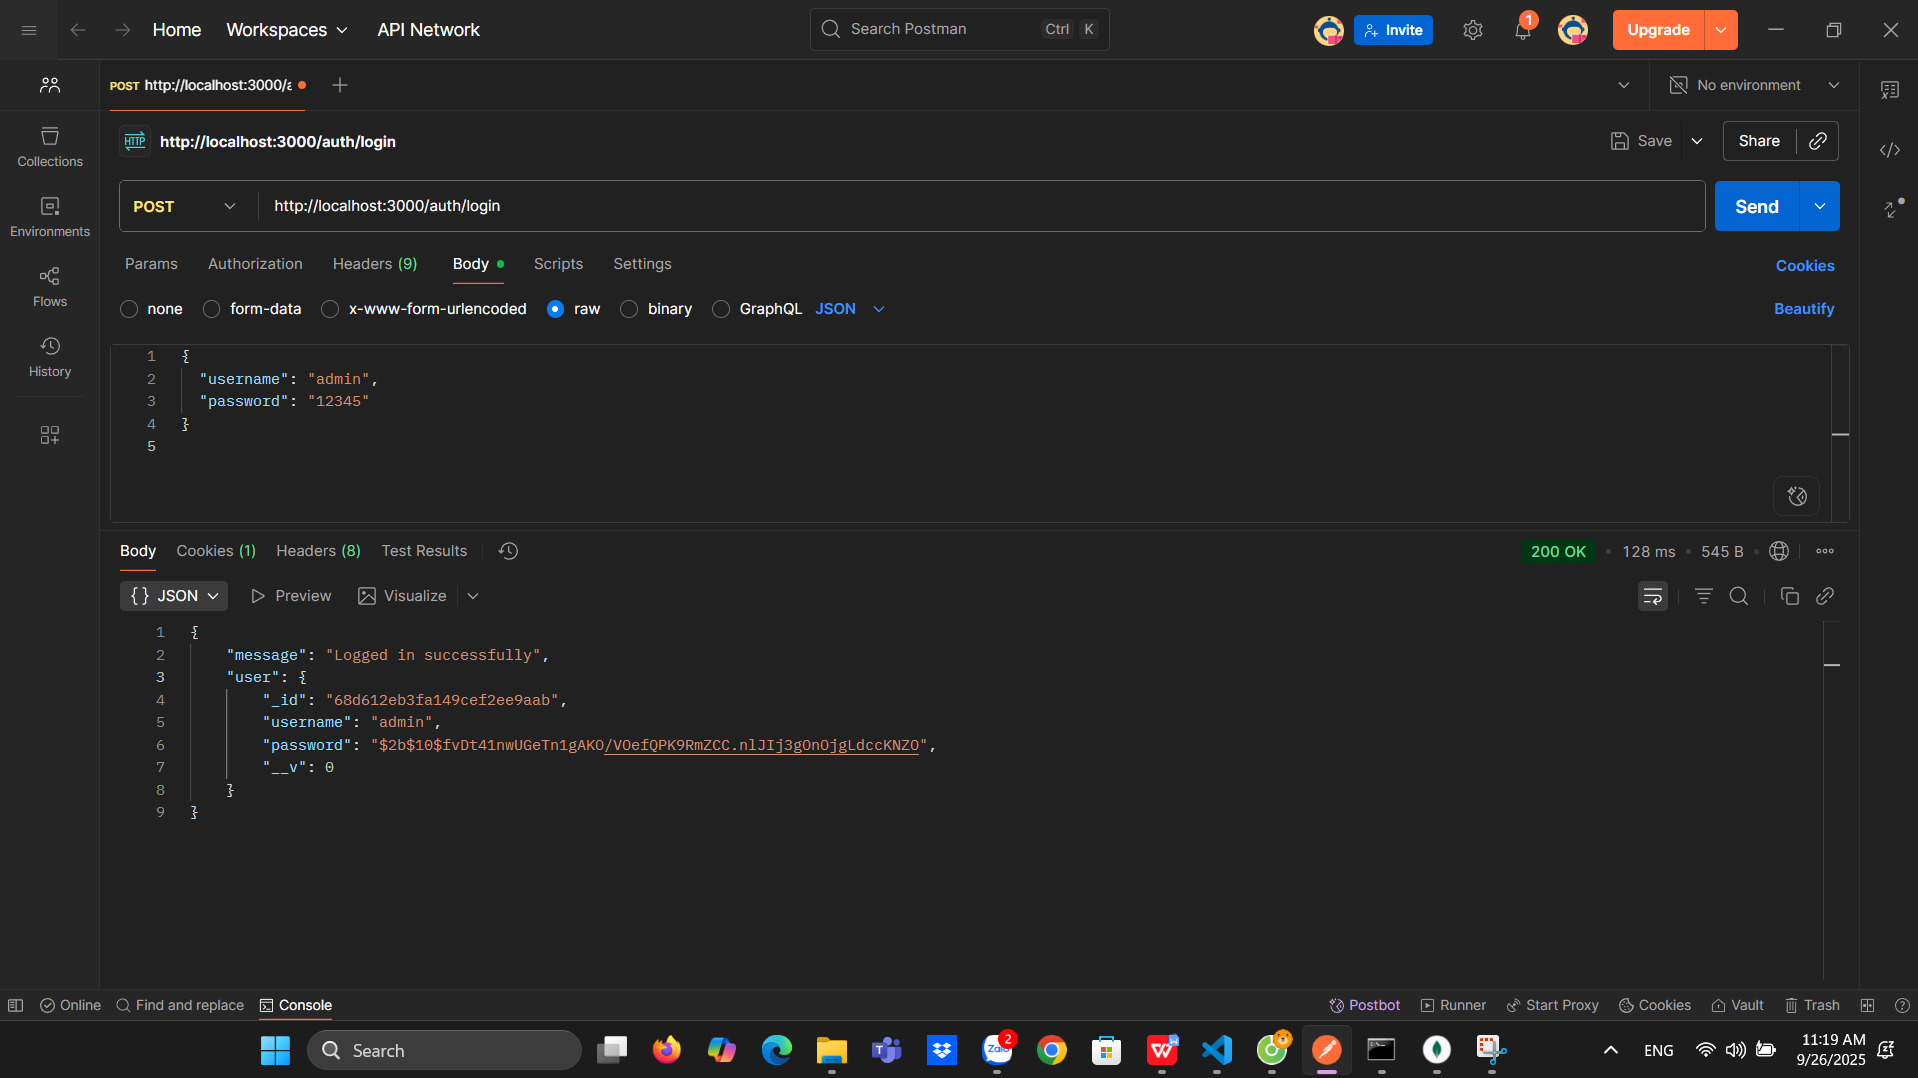 Home Workspaces API Network Search Postman Ctrl K Invite 1 Upgrade
POST http://localhost:3000/a No environment
HTTP http://localhost:3000/auth/login Save Share
POST http://localhost:3000/auth/login Send
Params Authorization Headers (9) Body Scripts Settings Cookies
none form-data x-www-form-urlencoded raw binary GraphQL JSON Beautify
Collections
Environments
Flows
History
1 {
2 "username": "admin",
3 "password": "12345"
4 }
5
Body Cookies (1) Headers (8) Test Results 200 OK 128 ms 545 B
{} JSON Preview Visualize
1 {
2 "message": "Logged in successfully",
3 "user": {
4 "_id": "68d612eb3fa149cef2ee9aab",
5 "username": "admin",
6 "password": "$2b$10$fvDt41nwUGeTn1gAKO/VOefQPK9RmZCC.nlJIj3gOnOjgLdccKNZO",
7 "__v": 0
8 }
9 }
Online Find and replace Console Postbot Runner Start Proxy Cookies Vault Trash
Search Zalo 2 ENG 11:19 AM
9/26/2025